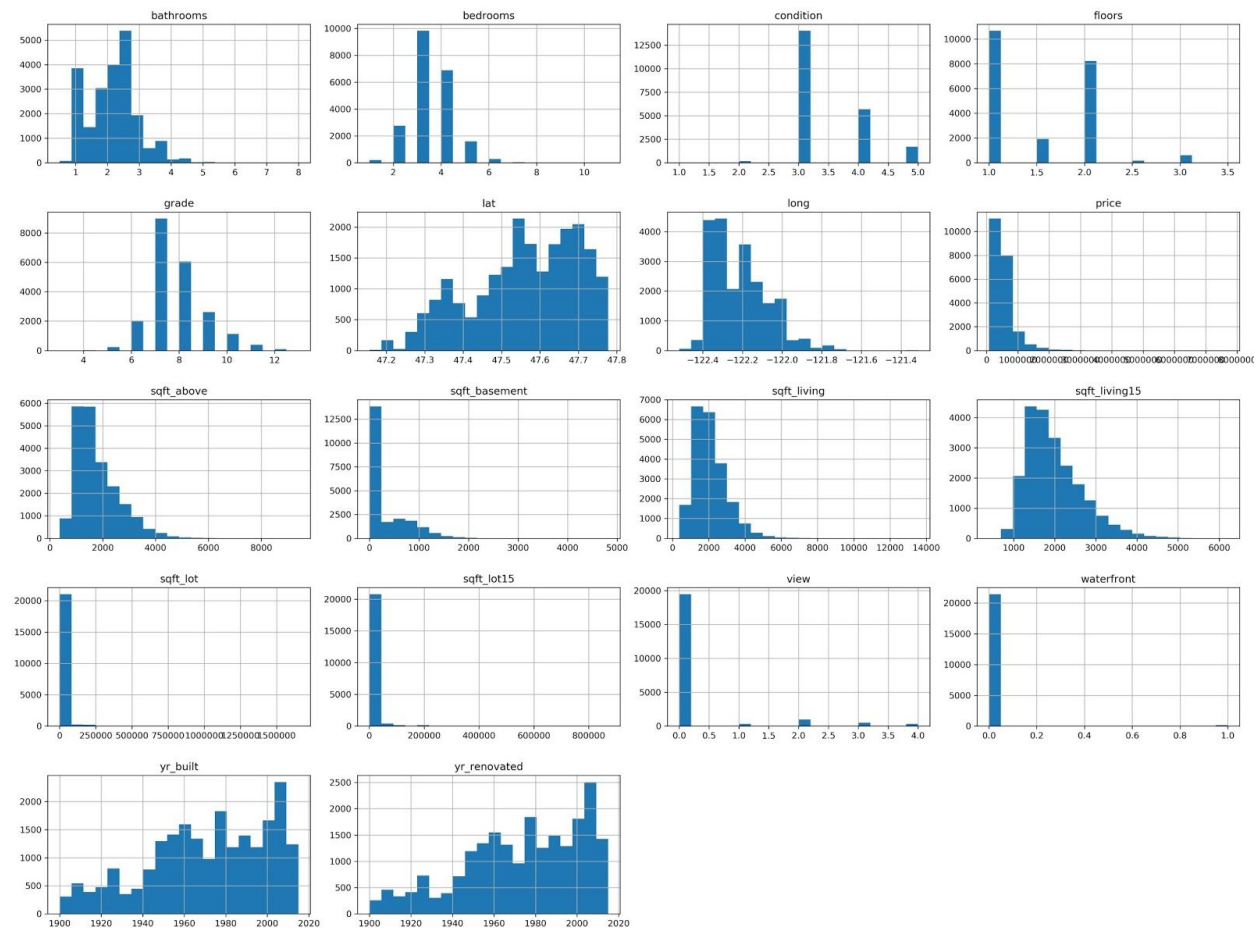 bathrooms
5000
4000
3000
2000
1000
0
1 2 3 4 5 6 7 8
bedrooms
10000
8000
6000
4000
2000
0
2 4 6 8 10
condition
12500
10000
7500
5000
2500
0
1.0 1.5 2.0 2.5 3.0 3.5 4.0 4.5 5.0
floors
10000
8000
6000
4000
2000
0
1.0 1.5 2.0 2.5 3.0 3.5
grade
8000
6000
4000
2000
0
4 6 8 10 12
lat
2000
1500
1000
500
0
47.2 47.3 47.4 47.5 47.6 47.7 47.8
long
4000
3000
2000
1000
0
−122.4 −122.2 −122.0 −121.8 −121.6 −121.4
price
10000
8000
6000
4000
2000
0
0
sqft_above
6000
5000
4000
3000
2000
1000
0
2000 4000 6000 8000
sqft_basement
12500
10000
7500
5000
2500
0
0 1000 2000 3000 4000 5000
sqft_living
7000
6000
5000
4000
3000
2000
1000
0
0 2000 4000 6000 8000 10000 12000 14000
sqft_living15
4000
3000
2000
1000
0
1000 2000 3000 4000 5000 6000
sqft_lot
20000
15000
10000
5000
0
0 250000 500000 750000 1000000 1250000 1500000
sqft_lot15
20000
15000
10000
5000
0
0 200000 400000 600000 800000
view
20000
15000
10000
5000
0
0.0 0.5 1.0 1.5 2.0 2.5 3.0 3.5 4.0
waterfront
20000
15000
10000
5000
0
0.0 0.2 0.4 0.6 0.8 1.0
yr_built
2000
1500
1000
500
0
1900 1920 1940 1960 1980 2000 2020
yr_renovated
2500
2000
1500
1000
500
0
1900 1920 1940 1960 1980 2000 2020